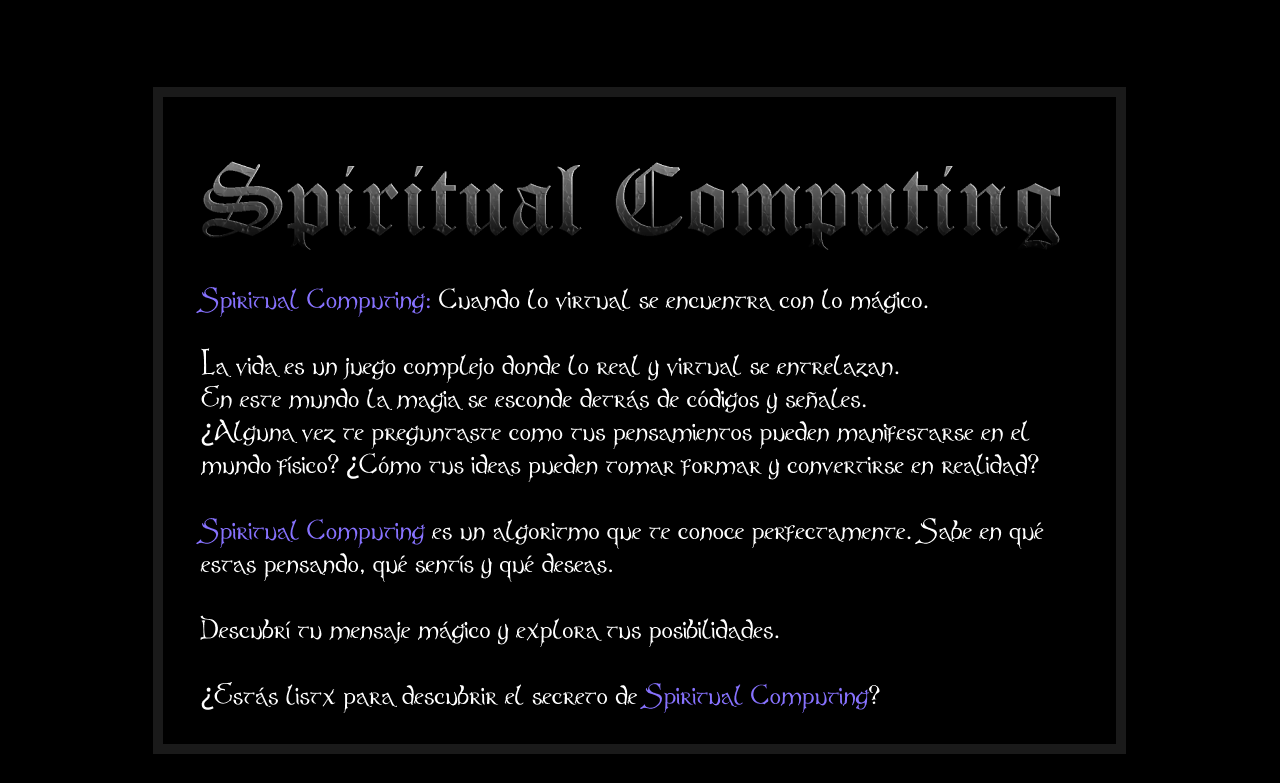 Spiritual Computing
Spiritual Computing: Cuando lo virtual se encuentra con lo mágico.
La vida es un juego complejo donde lo real y virtual se entrelazan.
En este mundo la magia se esconde detrás de códigos y señales.
¿Alguna vez te preguntaste como tus pensamientos pueden manifestarse en el
mundo físico? ¿Cómo tus ideas pueden tomar formar y convertirse en realidad?
Spiritual Computing es un algoritmo que te conoce perfectamente. Sabe en qué
estas pensando, qué sentís y qué deseas.
Descubrí tu mensaje mágico y explora tus posibilidades.
¿Estás listx para descubrir el secreto de Spiritual Computing?